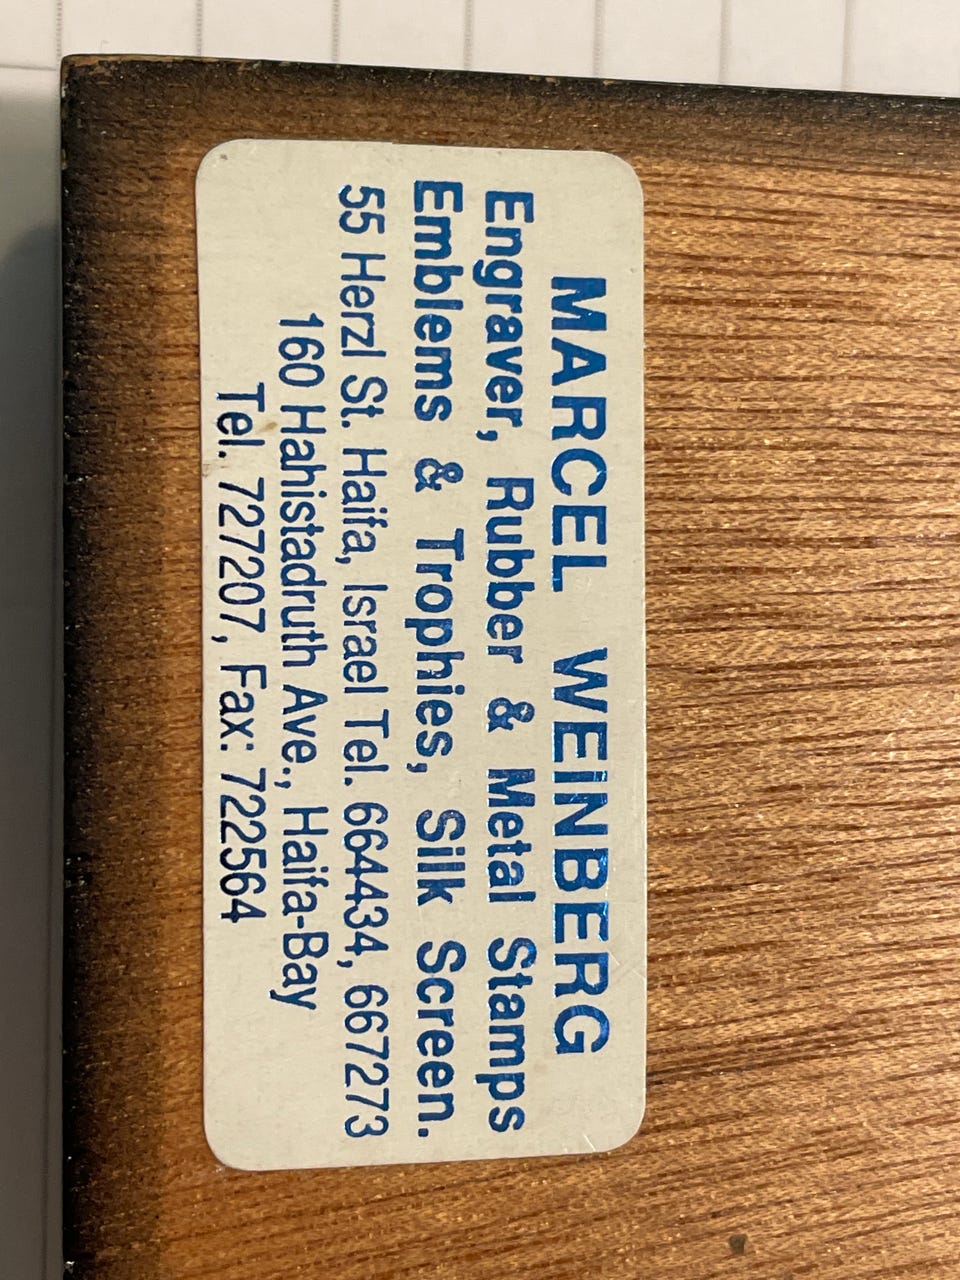 MARCEL WEINBERG
Engraver, Rubber & Metal Stamps
Emblems & Trophies, Silk Screen.
55 Herzl St. Haifa, Israel Tel. 664434, 667273
160 Hahistadruth Ave., Haifa-Bay
Tel. 727207, Fax: 722564